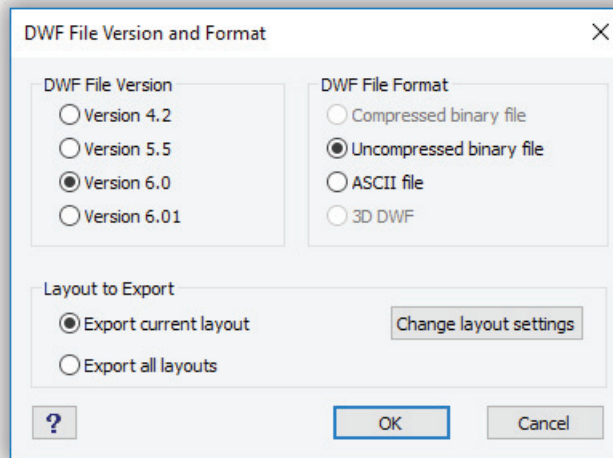 DWF File Version and Format
DWF File Version
Version 4.2
Version 5.5
Version 6.0
Version 6.01
DWF File Format
Compressed binary file
Uncompressed binary file
ASCII file
3D DWF
Layout to Export
Export current layout
Change layout settings
Export all layouts
?
OK
Cancel